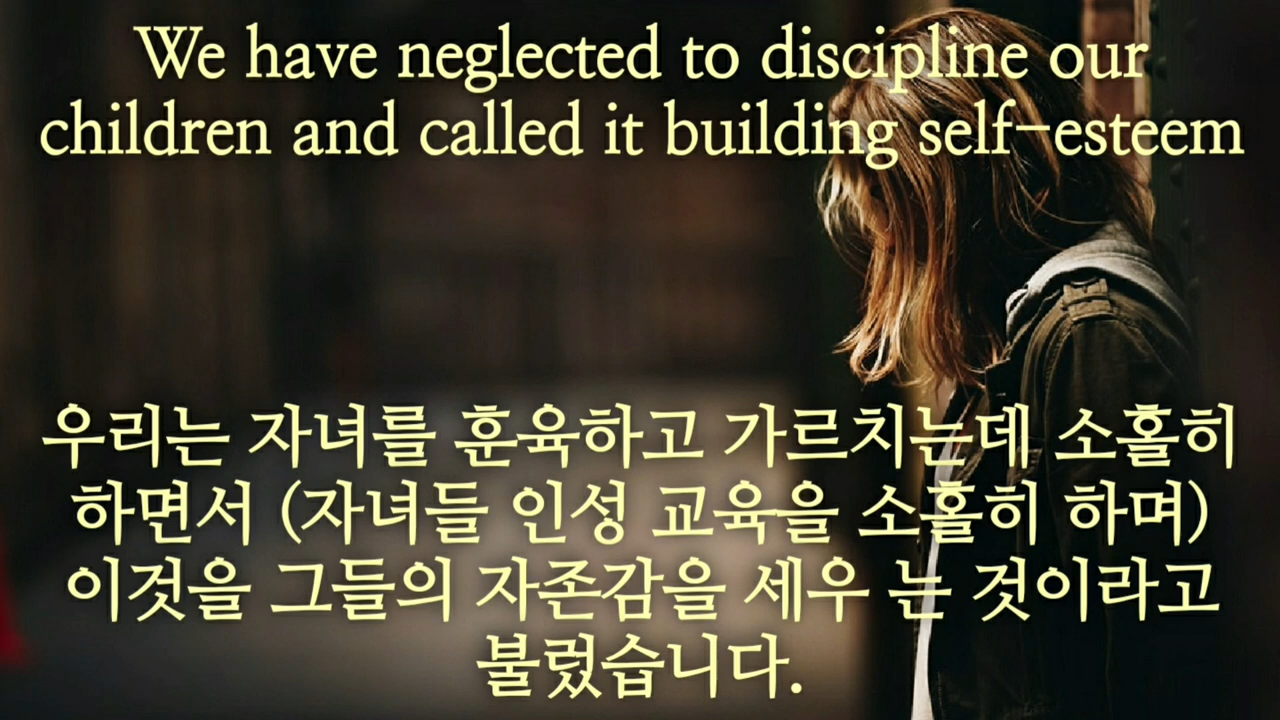 We have neglected to discipline our
children and called it building self-esteem
우리는 자녀를 훈육하고 가르치는데 소홀히
하면서 (자녀들 인성 교육을 소홀히 하며)
이것을 그들의 자존감을 세우 는 것이라고
불렀습니다.